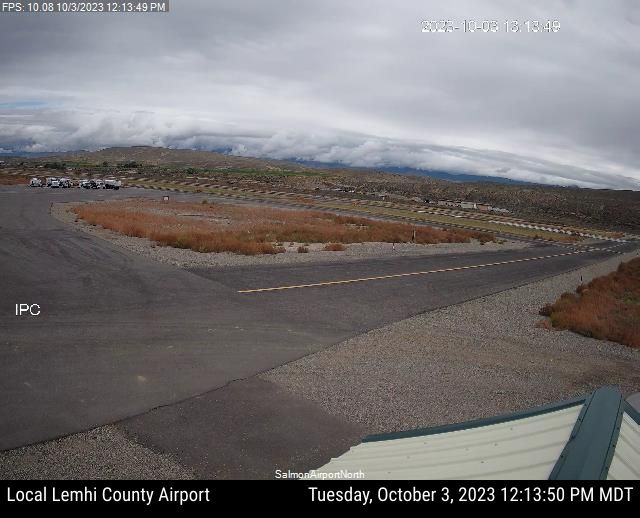 FPS: 10.08 10/3/2023 12:13:49 PM
2023-10-03 13:13:49
IPC
SalmonAirportNorth
Local Lemhi County Airport
Tuesday, October 3, 2023 12:13:50 PM MDT